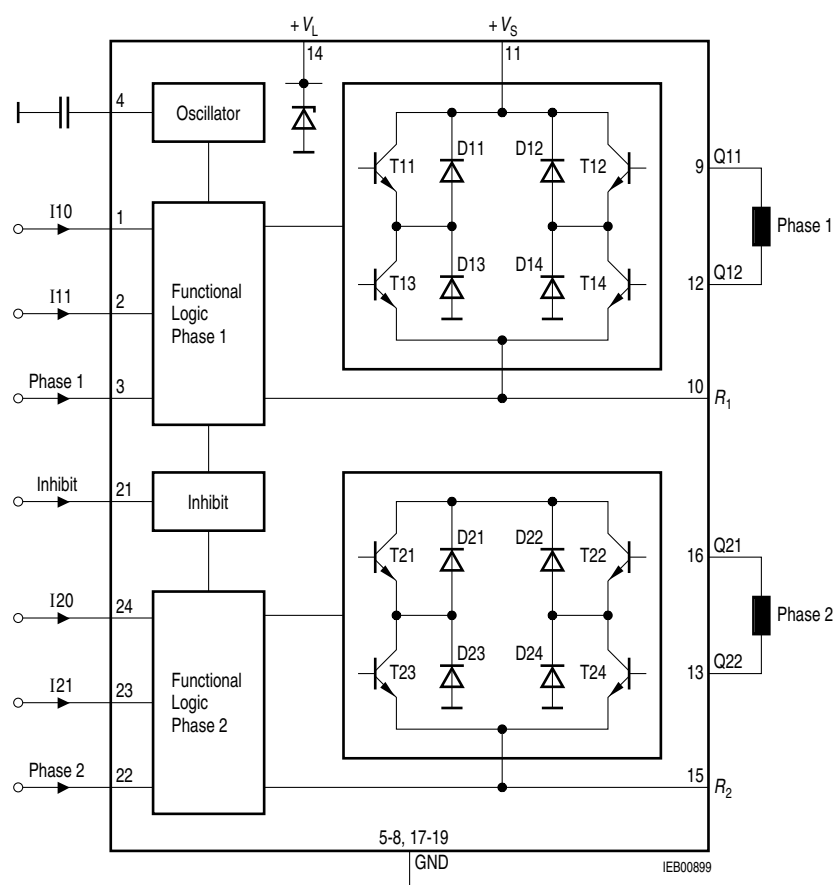 + VL
+ VS
14
11
4
Oscillator
D11
D12
T11
T12
9
Q11
I10
1
Phase 1
D13
D14
T13
T14
12
Q12
I11
2
Functional
Logic
Phase 1
Phase 1
3
10
R1
Inhibit
21
Inhibit
D21
D22
T21
T22
16
Q21
I20
24
Phase 2
D23
D24
T23
T24
13
Q22
I21
23
Functional
Logic
Phase 2
Phase 2
22
15
R2
5-8, 17-19
GND
IEB00899